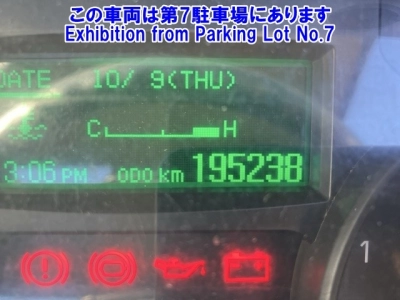 この車両は第7駐車場にあります
Exhibition from Parking Lot No.7
DATE 10/ 9(THU)
C H
3:06 PM ODO km 195238
1